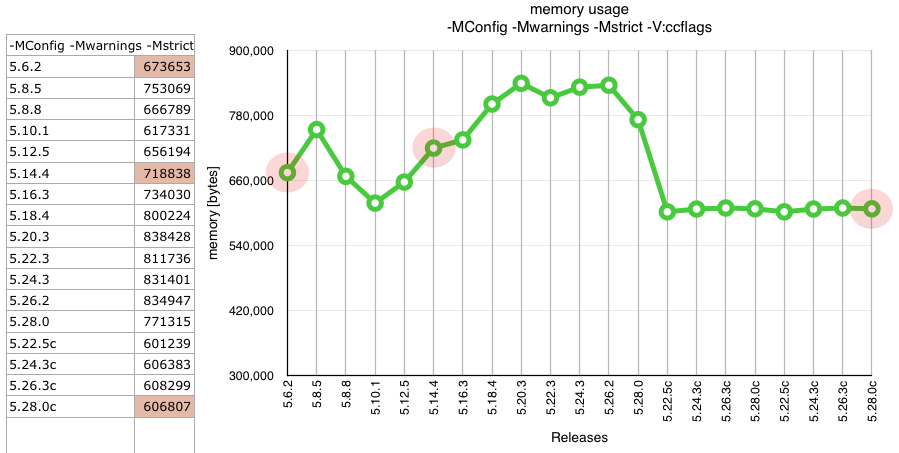 -MConfig -Mwarnings -Mstrict
5.6.2 673653
5.8.5 753069
5.8.8 666789
5.10.1 617331
5.12.5 656194
5.14.4 718838
5.16.3 734030
5.18.4 800224
5.20.3 838428
5.22.3 811736
5.24.3 831401
5.26.2 834947
5.28.0 771315
5.22.5c 601239
5.24.3c 606383
5.26.3c 608299
5.28.0c 606807
memory usage
-MConfig -Mwarnings -Mstrict -V:ccflags
memory [bytes]
900,000
780,000
660,000
540,000
420,000
300,000
5.6.2
5.8.5
5.8.8
5.10.1
5.12.5
5.14.4
5.16.3
5.18.4
5.20.3
5.22.3
5.24.3
5.26.2
5.28.0
5.22.5c
5.24.3c
5.26.3c
5.28.0c
5.22.5c
5.24.3c
5.26.3c
5.28.0c
Releases